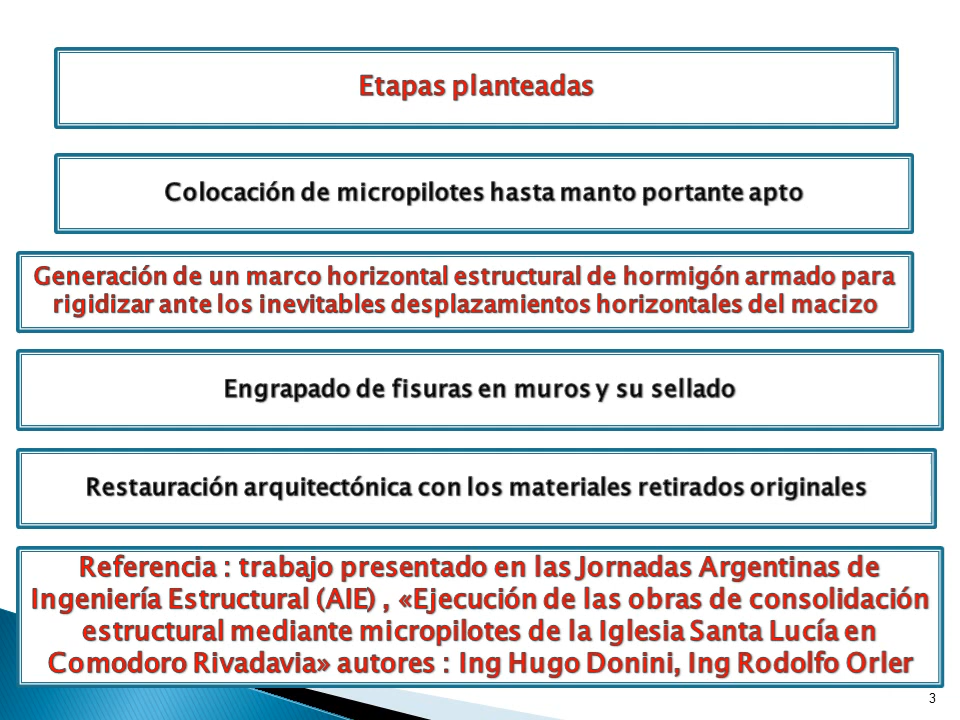 Etapas planteadas
Colocación de micropilotes hasta manto portante apto
Generación de un marco horizontal estructural de hormigón armado para
rigidizar ante los inevitables desplazamientos horizontales del macizo
Engrapado de fisuras en muros y su sellado
Restauración arquitectónica con los materiales retirados originales
Referencia : trabajo presentado en las Jornadas Argentinas de
Ingeniería Estructural (AIE) , «Ejecución de las obras de consolidación
estructural mediante micropilotes de la Iglesia Santa Lucía en
Comodoro Rivadavia» autores : Ing Hugo Donini, Ing Rodolfo Orler
3